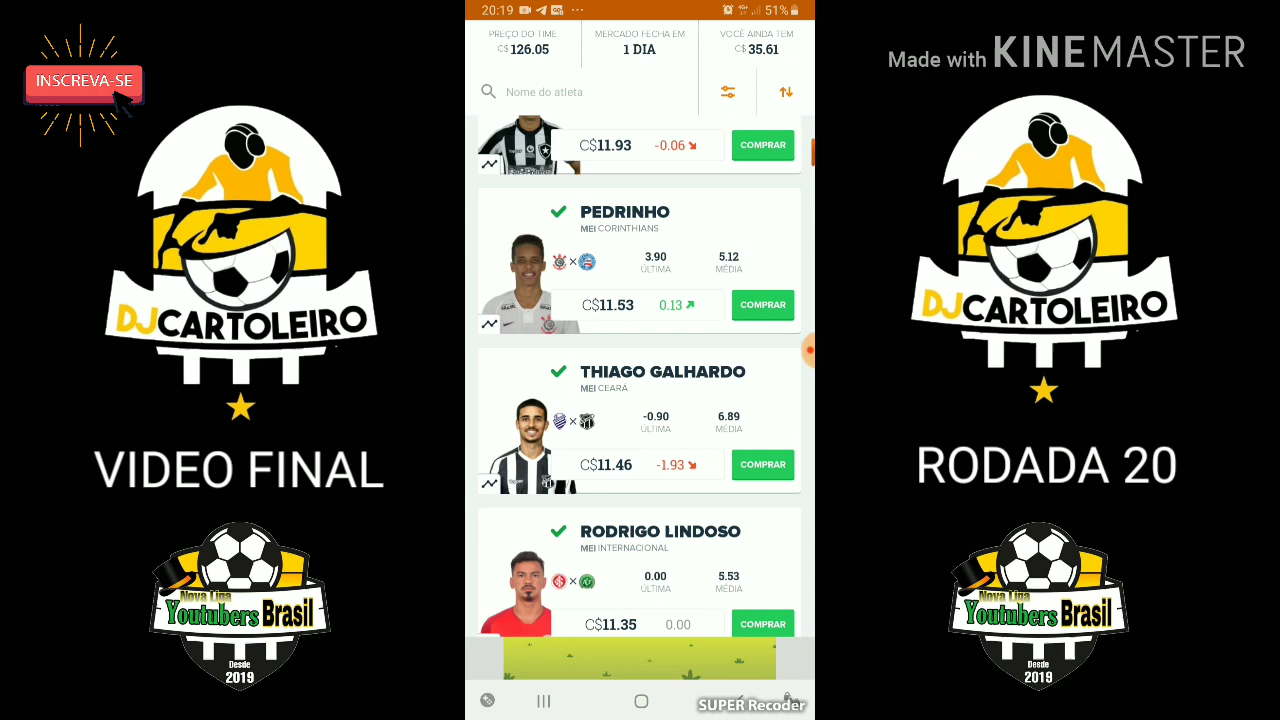 INSCREVA-SE
DJCARTOLEIRO
VIDEO FINAL
Nova Liga
Youtubers Brasil
Desde
2019
20:19
4G+
51%
PREÇO DO TIME
C$ 126.05
MERCADO FECHA EM
1 DIA
VOCÊ AINDA TEM
C$ 35.61
Nome do atleta
C$11.93 -0.06 COMPRAR
PEDRINHO
MEI CORINTHIANS
3.90 5.12
ÚLTIMA MÉDIA
C$11.53 0.13 COMPRAR
THIAGO GALHARDO
MEI CEARÁ
-0.90 6.89
ÚLTIMA MÉDIA
C$11.46 -1.93 COMPRAR
RODRIGO LINDOSO
MEI INTERNACIONAL
0.00 5.53
ÚLTIMA MÉDIA
C$11.35 0.00 COMPRAR
SUPER Recoder
Made with KINEMASTER
DJCARTOLEIRO
RODADA 20
Nova Liga
Youtubers Brasil
Desde
2019